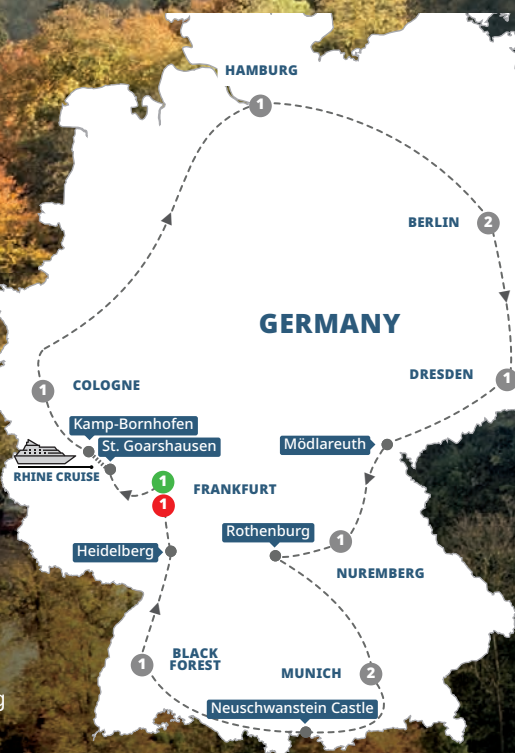 HAMBURG
1
BERLIN
2
GERMANY
DRESDEN
1
COLOGNE
1
Kamp-Bornhofen
St. Goarshausen
Mödlareuth
RHINE CRUISE
1
FRANKFURT
1
Rothenburg
Heidelberg
1
NUREMBERG
BLACK
FOREST
1
MUNICH
2
Neuschwanstein Castle
g